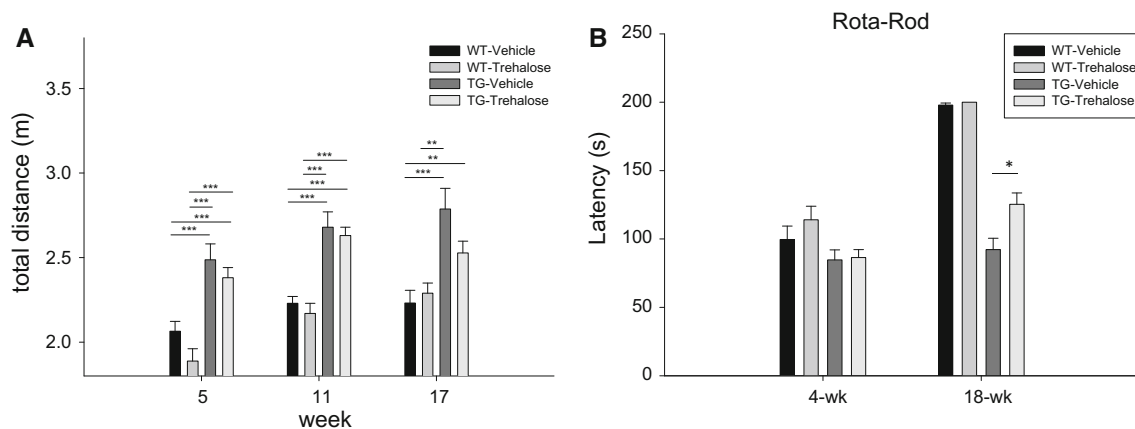 A
total distance (m)
3.5
3.0
2.5
2.0
WT-Vehicle
WT-Trehalose
TG-Vehicle
TG-Trehalose
***
***
***
***
***
***
***
***
**
**
***
5
11
17
week
B
Rota-Rod
Latency (s)
250
200
150
100
50
0
WT-Vehicle
WT-Trehalose
TG-Vehicle
TG-Trehalose
*
4-wk
18-wk